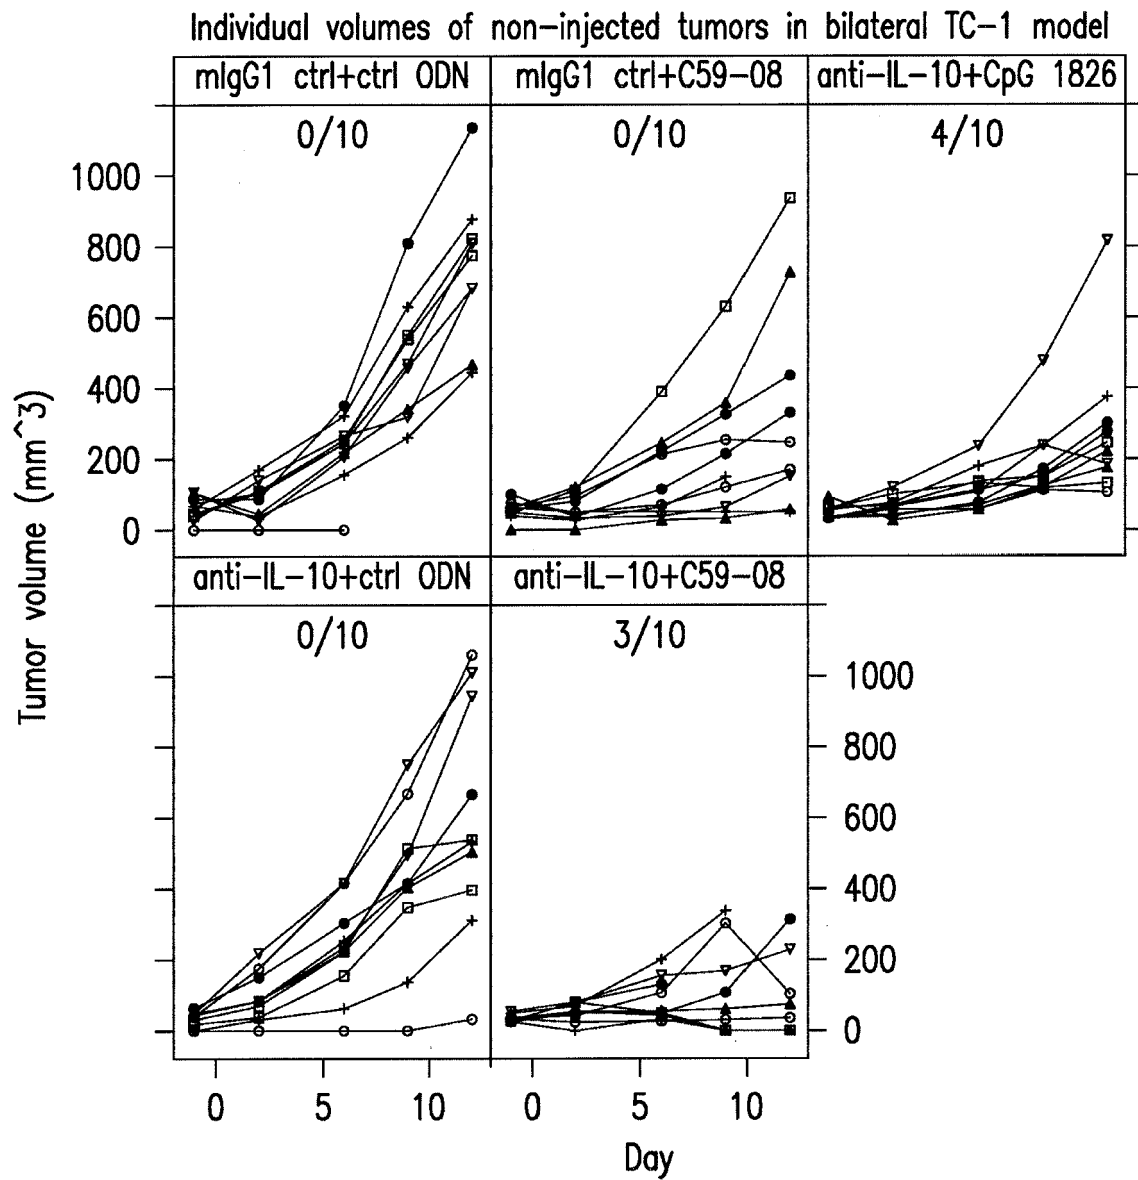 Individual volumes of non-injected tumors in bilateral TC-1 model
mIgG1 ctrl+ctrl ODN
mIgG1 ctrl+C59-08
anti-IL-10+CpG 1826
0/10
0/10
4/10
1000
800
600
400
200
0
Tumor volume (mm^3)
anti-IL-10+ctrl ODN
anti-IL-10+C59-08
0/10
3/10
1000
800
600
400
200
0
0 5 10
0 5 10
Day